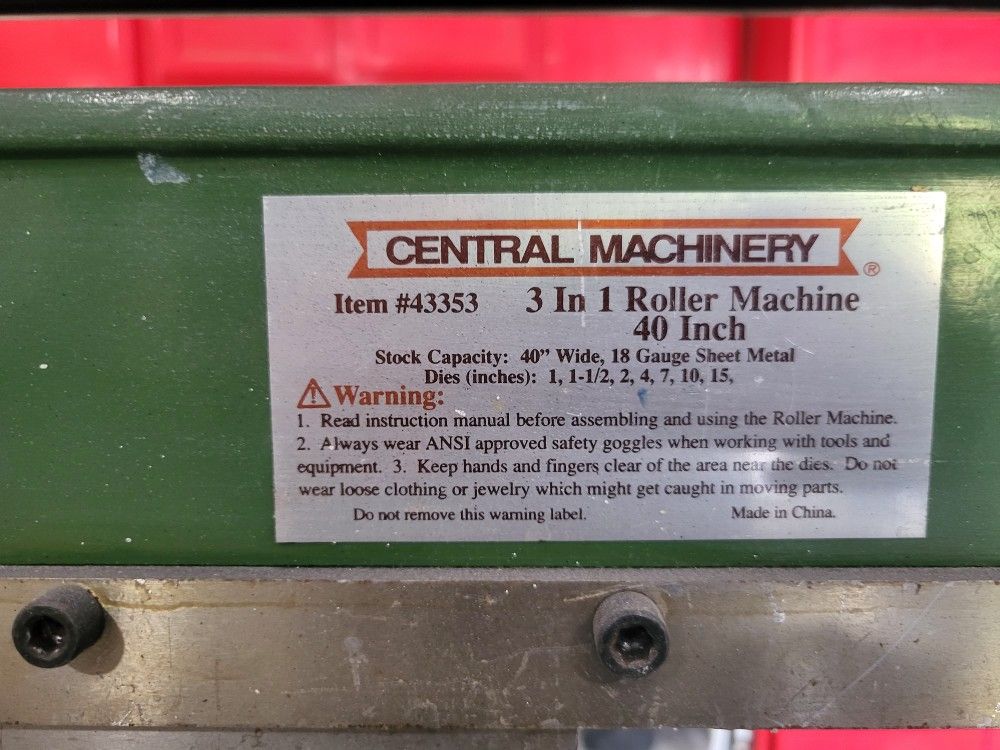 CENTRAL MACHINERY ®
Item #43353 3 In 1 Roller Machine
40 Inch
Stock Capacity: 40” Wide, 18 Gauge Sheet Metal
Dies (inches): 1, 1-1/2, 2, 4, 7, 10, 15,
Warning:
1. Read instruction manual before assembling and using the Roller Machine.
2. Always wear ANSI approved safety goggles when working with tools and
equipment. 3. Keep hands and fingers clear of the area near the dies. Do not
wear loose clothing or jewelry which might get caught in moving parts.
Do not remove this warning label. Made in China.